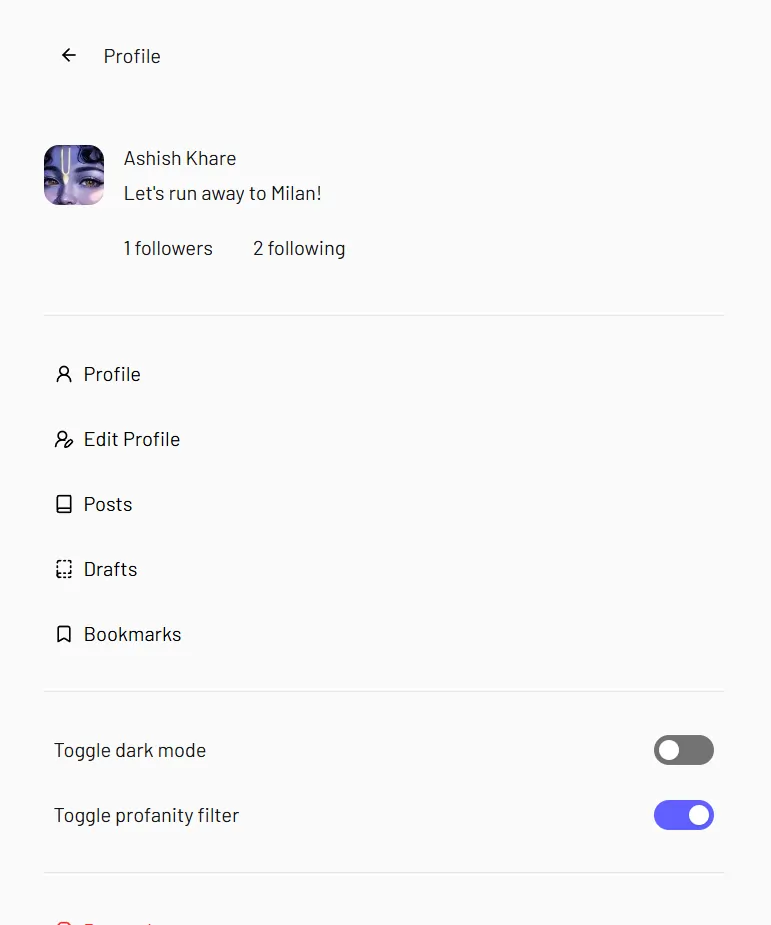 Profile
Ashish Khare
Let's run away to Milan!
1 followers 2 following
Profile
Edit Profile
Posts
Drafts
Bookmarks
Toggle dark mode
Toggle profanity filter